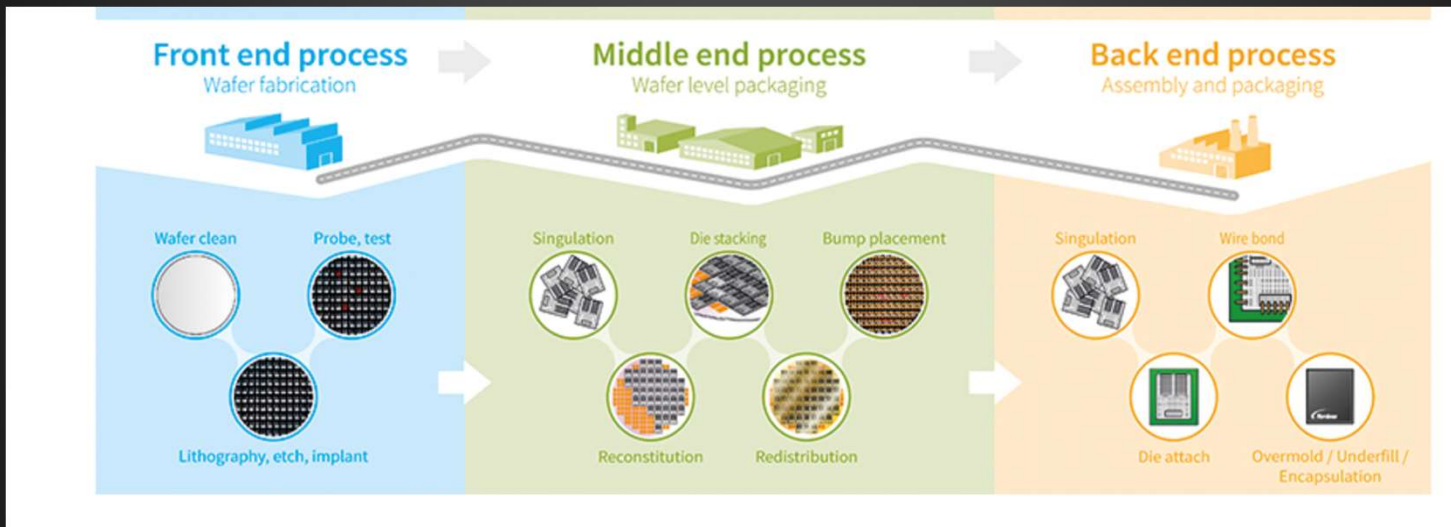 Front end process
Wafer fabrication
Middle end process
Wafer level packaging
Back end process
Assembly and packaging
Wafer clean
Probe, test
Lithography, etch, implant
Singulation
Die stacking
Bump placement
Reconstitution
Redistribution
Singulation
Wire bond
Die attach
Overmold / Underfill /
Encapsulation